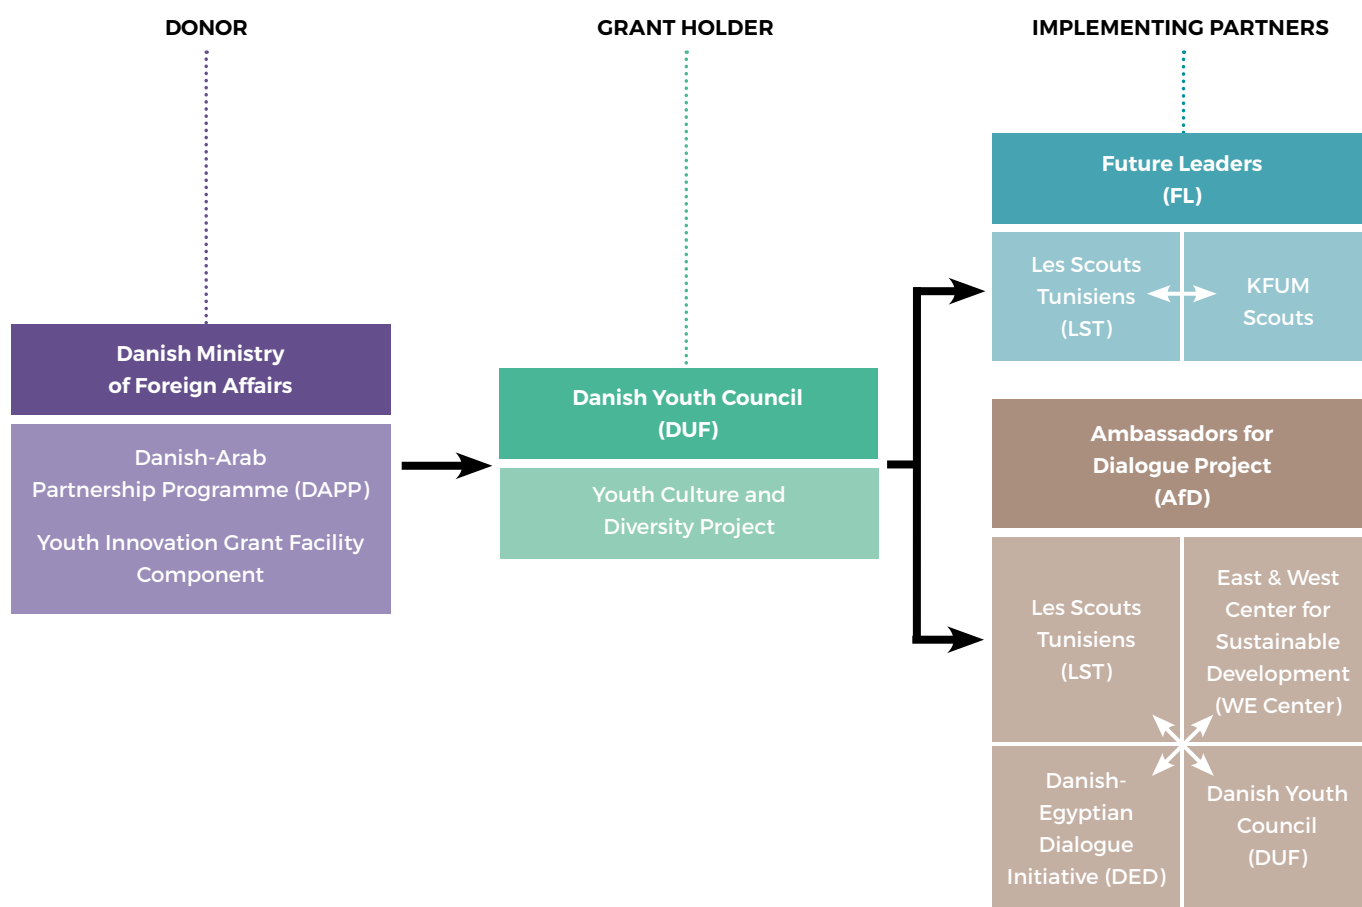 DONOR
GRANT HOLDER
IMPLEMENTING PARTNERS
Danish Ministry
of Foreign Affairs
Danish-Arab
Partnership Programme (DAPP)
Youth Innovation Grant Facility
Component
Danish Youth Council
(DUF)
Youth Culture and
Diversity Project
Future Leaders
(FL)
Les Scouts
Tunisiens
(LST)
KFUM
Scouts
Ambassadors for
Dialogue Project
(AfD)
Les Scouts
Tunisiens
(LST)
East & West
Center for
Sustainable
Development
(WE Center)
Danish-
Egyptian
Dialogue
Initiative (DED)
Danish Youth
Council
(DUF)